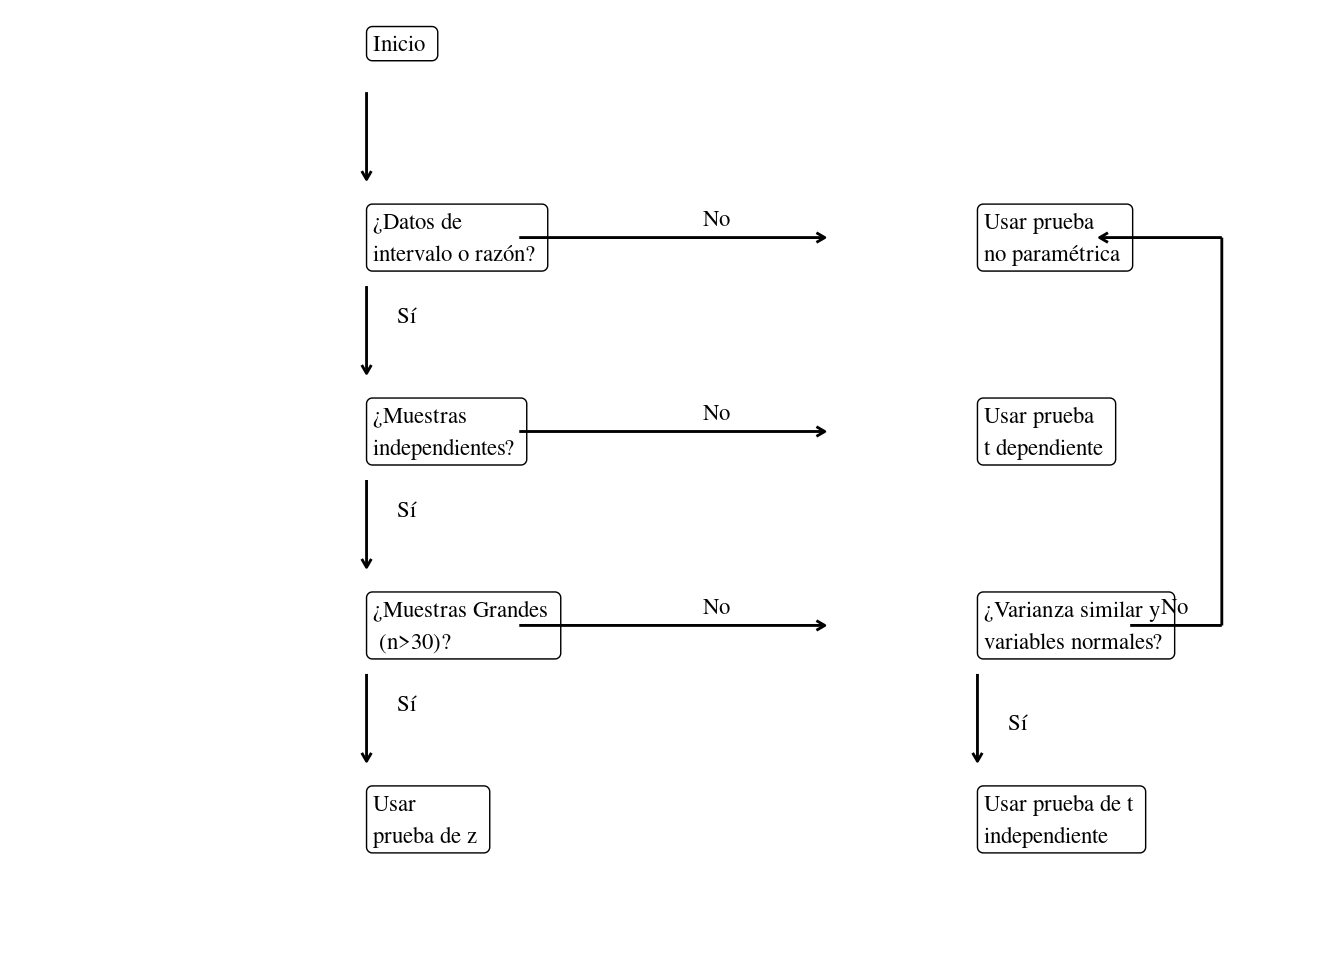 Inicio
¿Datos de
intervalo o razón?
No
Usar prueba
no paramétrica
Sí
¿Muestras
independientes?
No
Usar prueba
t dependiente
Sí
¿Muestras Grandes
(n>30)?
No
¿Varianza similar y
variables normales?
No
Sí
Sí
Usar
prueba de z
Usar prueba de t
independiente